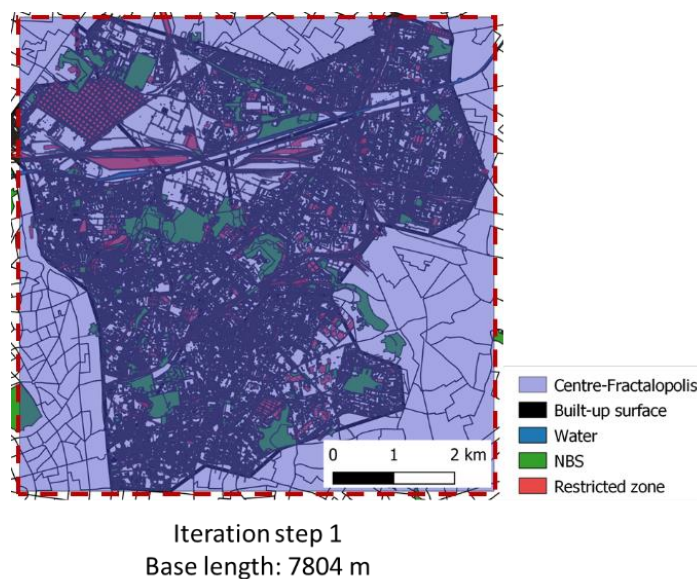 0 1 2 km
Centre-Fractalopolis
Built-up surface
Water
NBS
Restricted zone
Iteration step 1
Base length: 7804 m